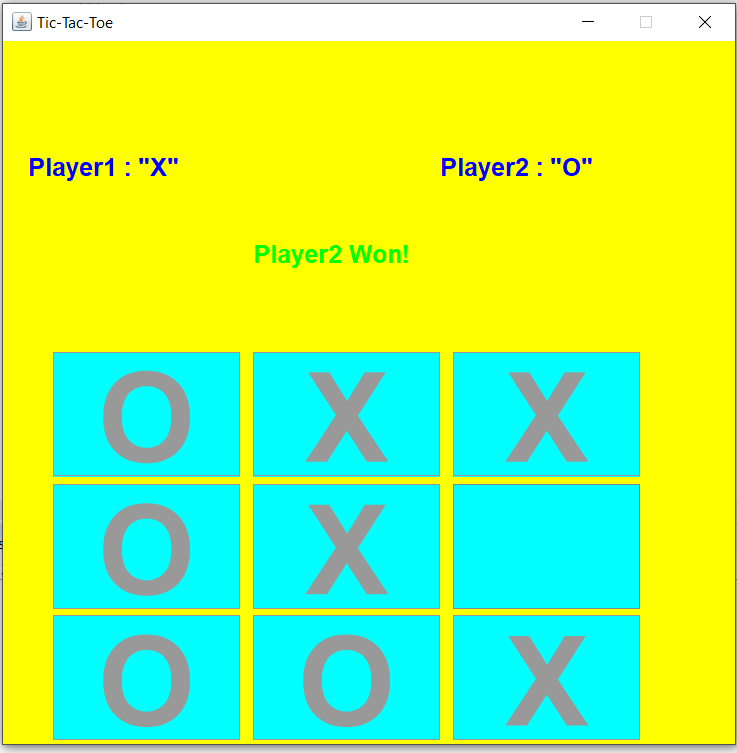 Tic-Tac-Toe
Player1 : "X" Player2 : "O"
Player2 Won!
O X X
O X
O O X